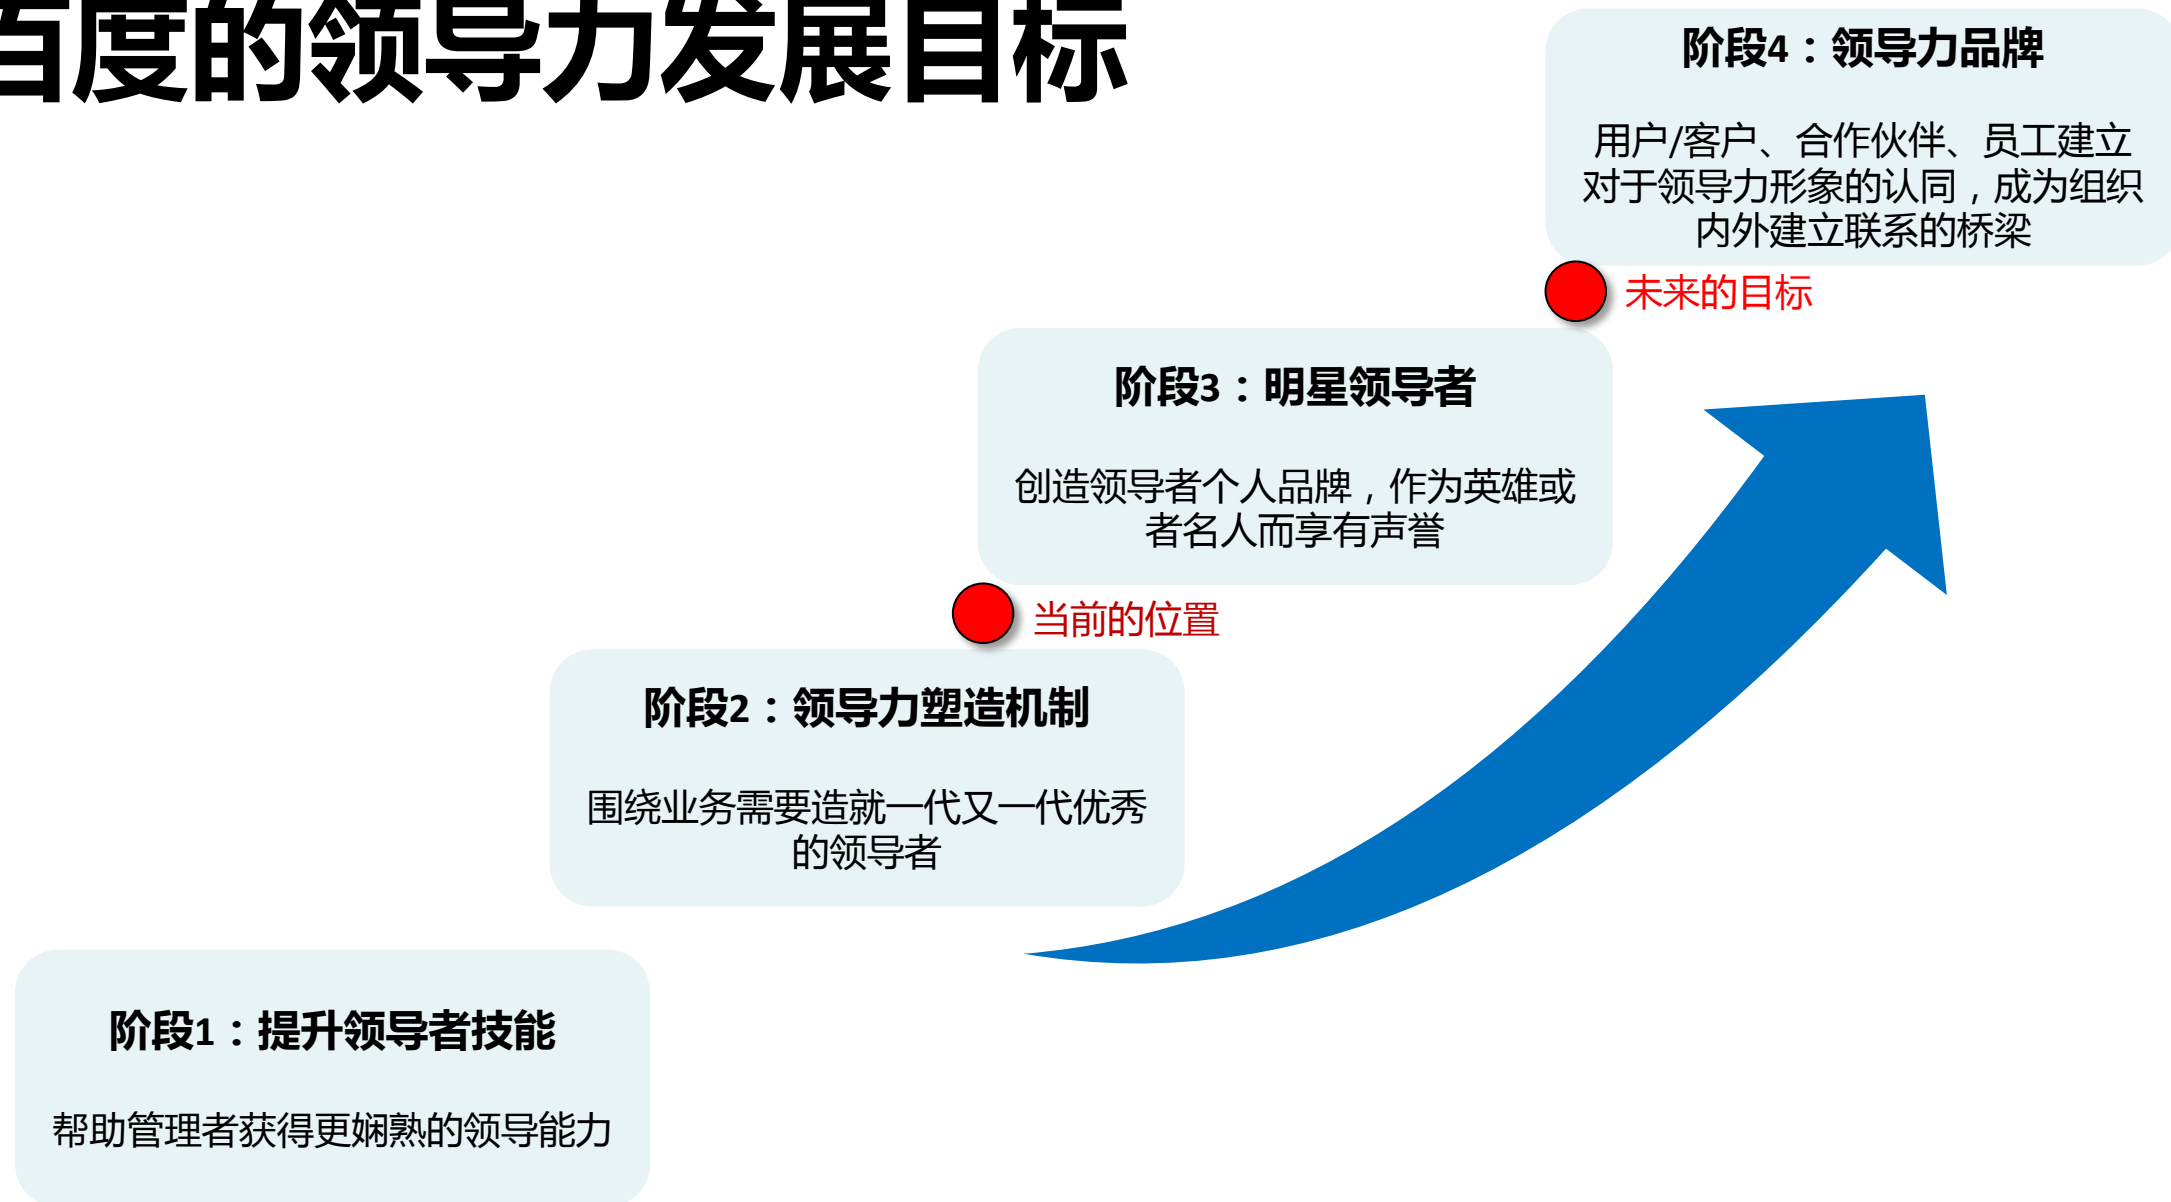 百度的领导力发展目标
阶段4：领导力品牌
用户/客户、合作伙伴、员工建立
对于领导力形象的认同，成为组织
内外建立联系的桥梁
未来的目标
阶段3：明星领导者
创造领导者个人品牌，作为英雄或
者名人而享有声誉
当前的位置
阶段2：领导力塑造机制
围绕业务需要造就一代又一代优秀
的领导者
阶段1：提升领导者技能
帮助管理者获得更娴熟的领导能力